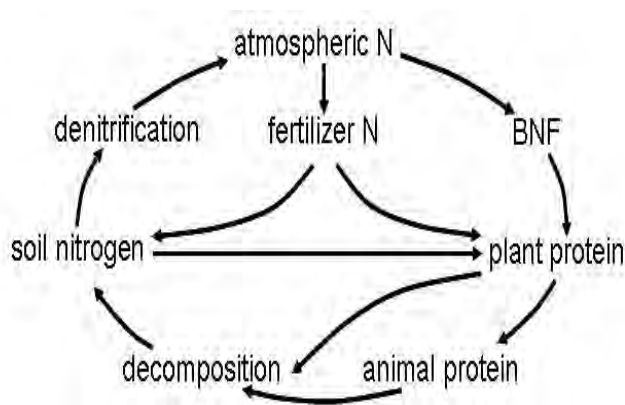 atmospheric N
denitrification
fertilizer N
BNF
soil nitrogen
plant protein
decomposition
animal protein